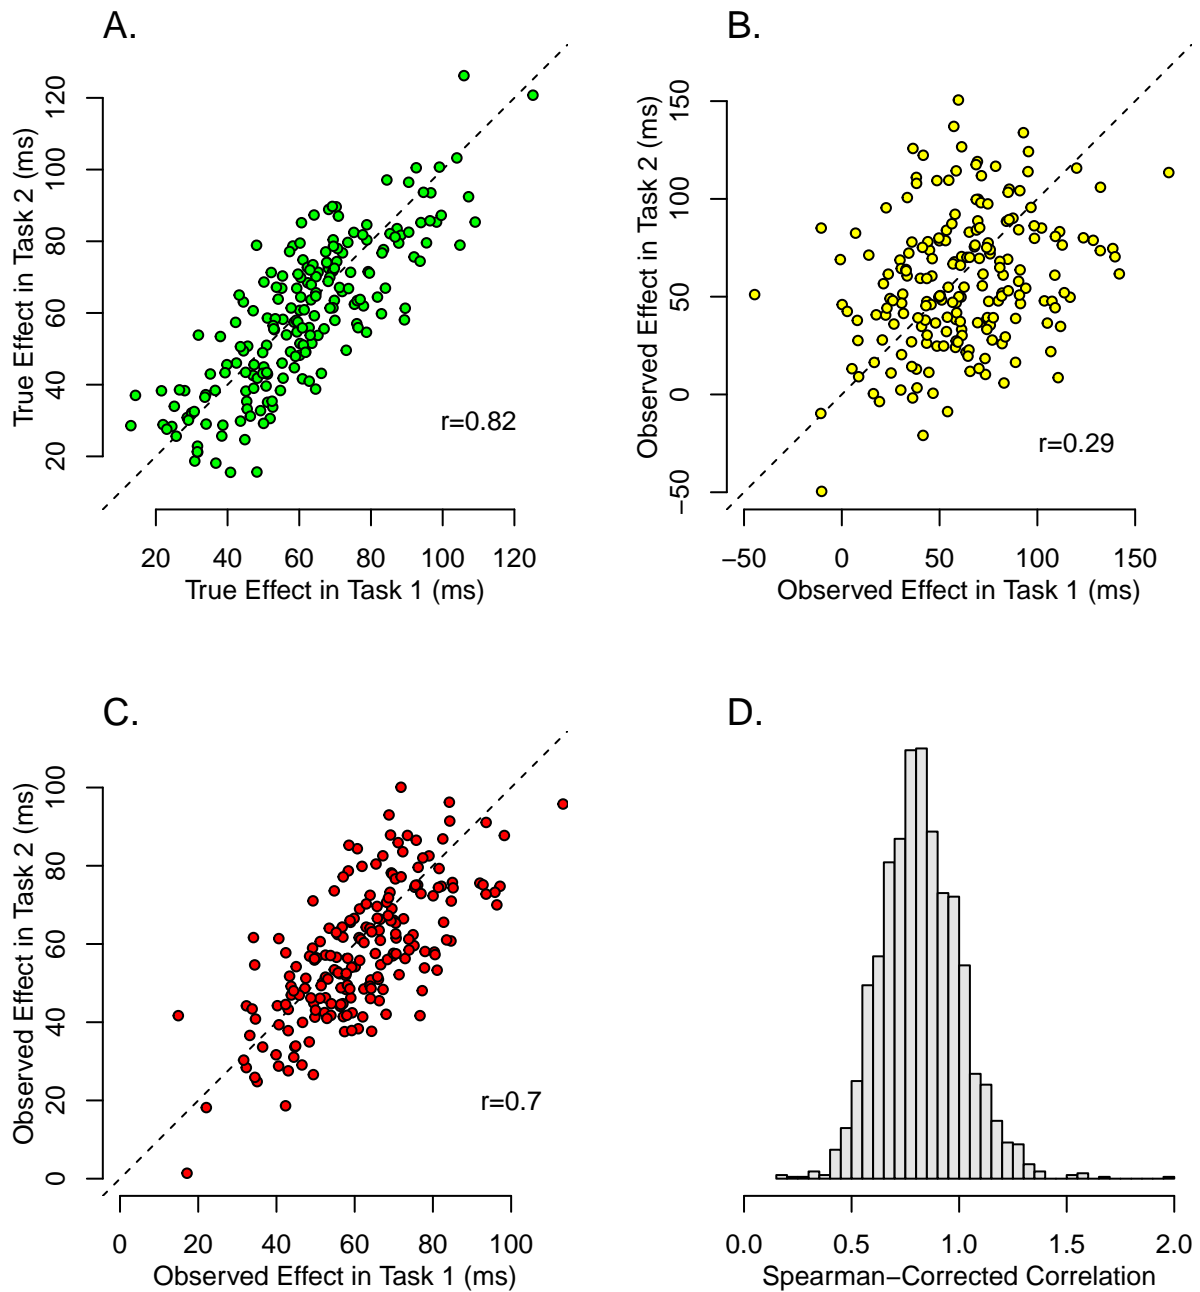 A.
True Effect in Task 2 (ms)
120
100
80
60
40
20
r=0.82
20 40 60 80 100 120
True Effect in Task 1 (ms)
B.
Observed Effect in Task 2 (ms)
150
100
50
0
−50
r=0.29
−50 0 50 100 150
Observed Effect in Task 1 (ms)
C.
Observed Effect in Task 2 (ms)
100
80
60
40
20
0
r=0.7
0 20 40 60 80 100
Observed Effect in Task 1 (ms)
D.
0.0 0.5 1.0 1.5 2.0
Spearman−Corrected Correlation